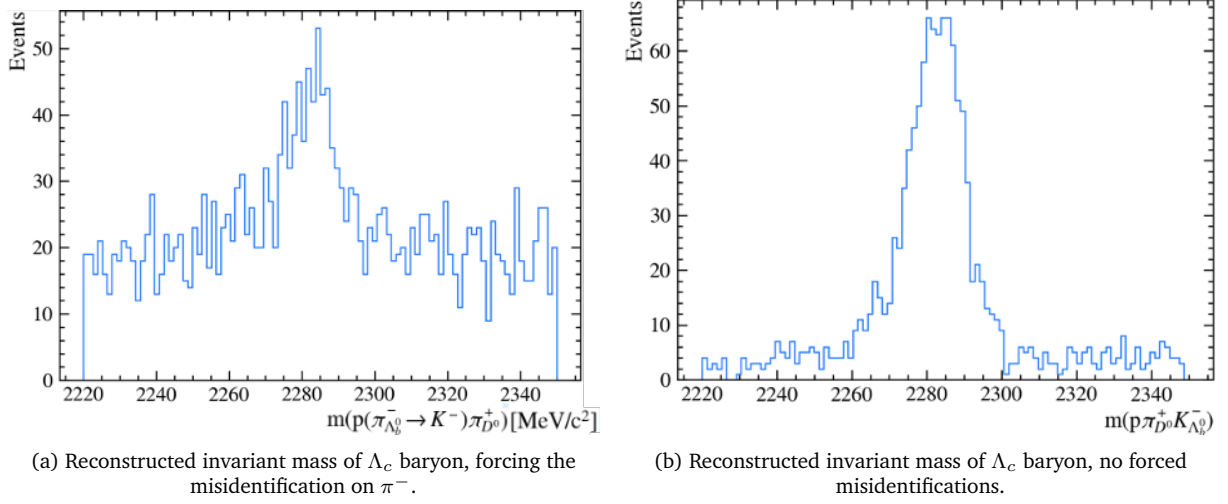 Events
50
40
30
20
10
0
2220 2240 2260 2280 2300 2320 2340
m(p(π⁻_{Λ_b^0} → K⁻)π⁺_{D⁰})[MeV/c²]
(a) Reconstructed invariant mass of Λ_c baryon, forcing the
misidentification on π⁻.
Events
60
50
40
30
20
10
0
2220 2240 2260 2280 2300 2320 2340
m(pπ⁺_{D⁰}K⁻_{Λ_b^0})
(b) Reconstructed invariant mass of Λ_c baryon, no forced
misidentifications.